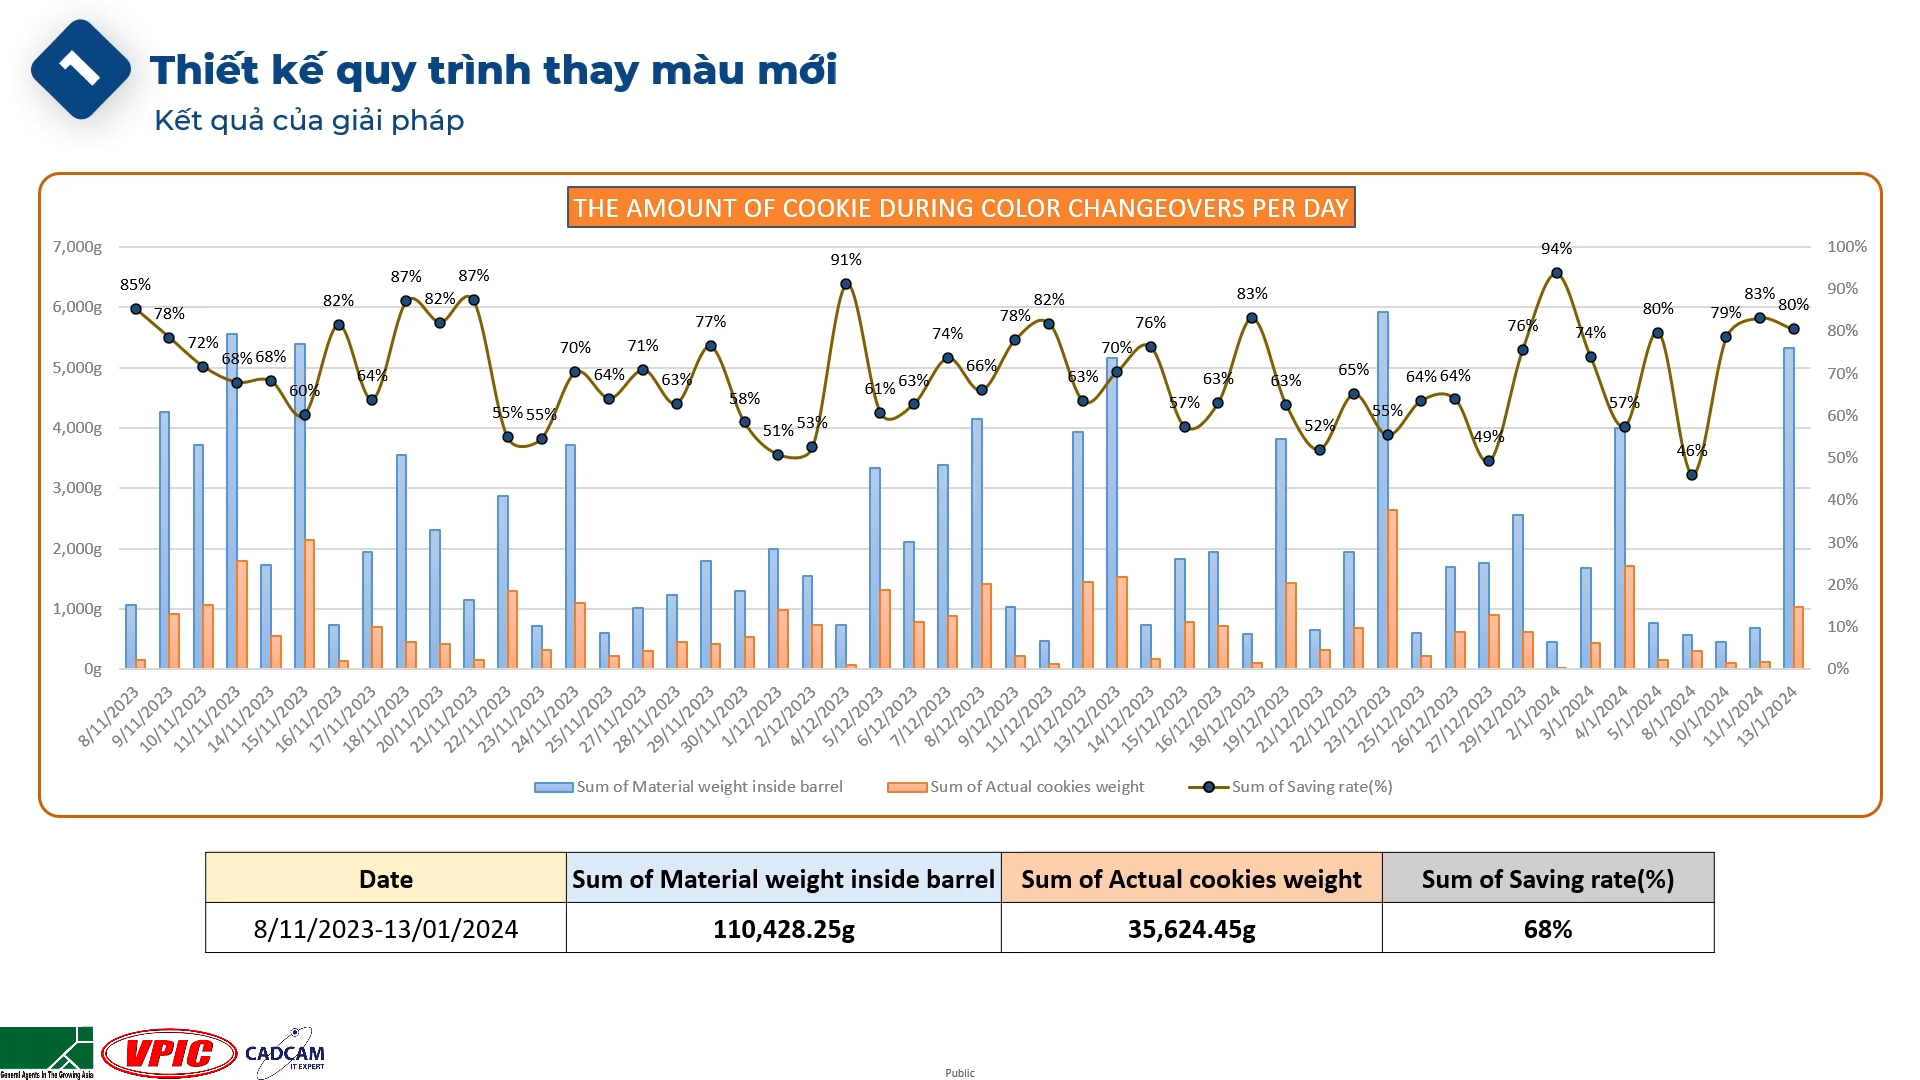 1
Thiết kế quy trình thay màu mới
Kết quả của giải pháp
THE AMOUNT OF COOKIE DURING COLOR CHANGEOVERS PER DAY
7,000g
6,000g
5,000g
4,000g
3,000g
2,000g
1,000g
0g
100%
90%
80%
70%
60%
50%
40%
30%
20%
10%
0%
85% 78% 72% 68% 68% 60% 82% 64% 87% 82% 87% 55% 55% 70% 64% 71% 63% 77% 58% 51% 53% 91% 61% 63% 74% 66% 78% 82% 63% 70% 76% 57% 63% 83% 63% 52% 65% 55% 64% 64% 49% 76% 94% 74% 57% 80% 46% 79% 83% 80%
8/11/2023 9/11/2023 10/11/2023 11/11/2023 14/11/2023 15/11/2023 16/11/2023 17/11/2023 18/11/2023 20/11/2023 21/11/2023 22/11/2023 23/11/2023 24/11/2023 25/11/2023 27/11/2023 28/11/2023 29/11/2023 30/11/2023 1/12/2023 2/12/2023 4/12/2023 5/12/2023 6/12/2023 7/12/2023 8/12/2023 9/12/2023 11/12/2023 12/12/2023 13/12/2023 14/12/2023 15/12/2023 16/12/2023 18/12/2023 19/12/2023 21/12/2023 22/12/2023 23/12/2023 25/12/2023 26/12/2023 27/12/2023 29/12/2023 2/1/2024 3/1/2024 4/1/2024 5/1/2024 8/1/2024 10/1/2024 11/1/2024 13/1/2024
Sum of Material weight inside barrel Sum of Actual cookies weight Sum of Saving rate(%)
Date Sum of Material weight inside barrel Sum of Actual cookies weight Sum of Saving rate(%)
8/11/2023-13/01/2024 110,428.25g 35,624.45g 68%
General Agents In The Growing Asia
VPIC
CADCAM
IT EXPERT
Public